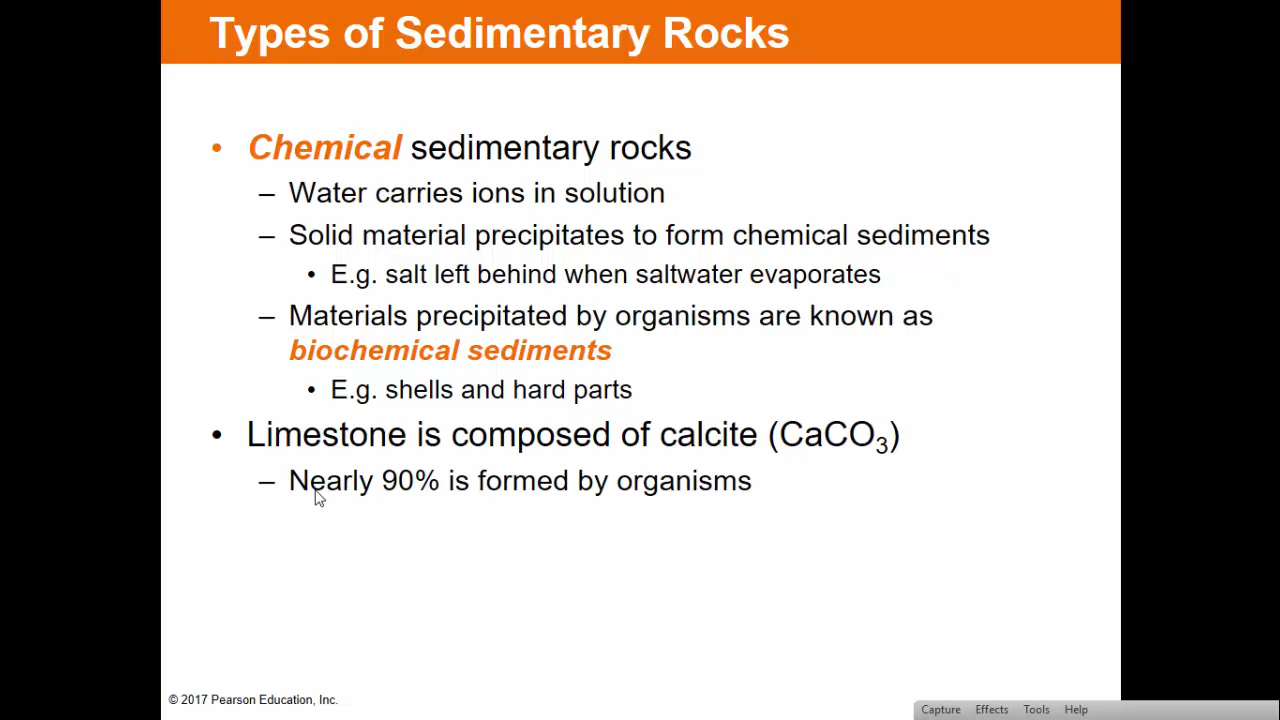 Types of Sedimentary Rocks
• Chemical sedimentary rocks
– Water carries ions in solution
– Solid material precipitates to form chemical sediments
• E.g. salt left behind when saltwater evaporates
– Materials precipitated by organisms are known as
biochemical sediments
• E.g. shells and hard parts
• Limestone is composed of calcite (CaCO₃)
– Nearly 90% is formed by organisms
© 2017 Pearson Education, Inc.
Capture Effects Tools Help